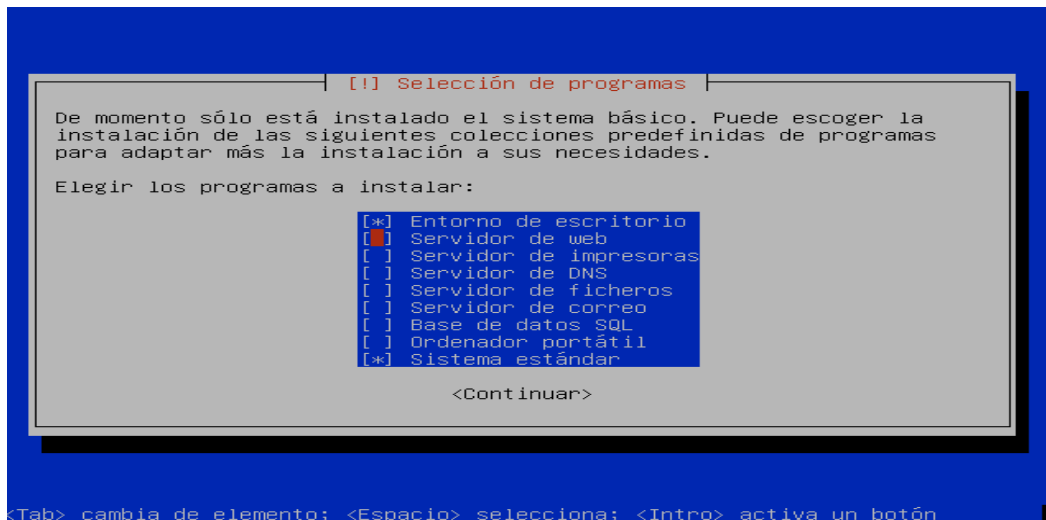 [!] Selección de programas
De momento sólo está instalado el sistema básico. Puede escoger la
instalación de las siguientes colecciones predefinidas de programas
para adaptar más la instalación a sus necesidades.
Elegir los programas a instalar:
[*] Entorno de escritorio
[ ] Servidor de web
[ ] Servidor de impresoras
[ ] Servidor de DNS
[ ] Servidor de ficheros
[ ] Servidor de correo
[ ] Base de datos SQL
[ ] Ordenador portátil
[*] Sistema estándar
<Continuar>
<Tab> cambia de elemento; <Espacio> selecciona; <Intro> activa un botón